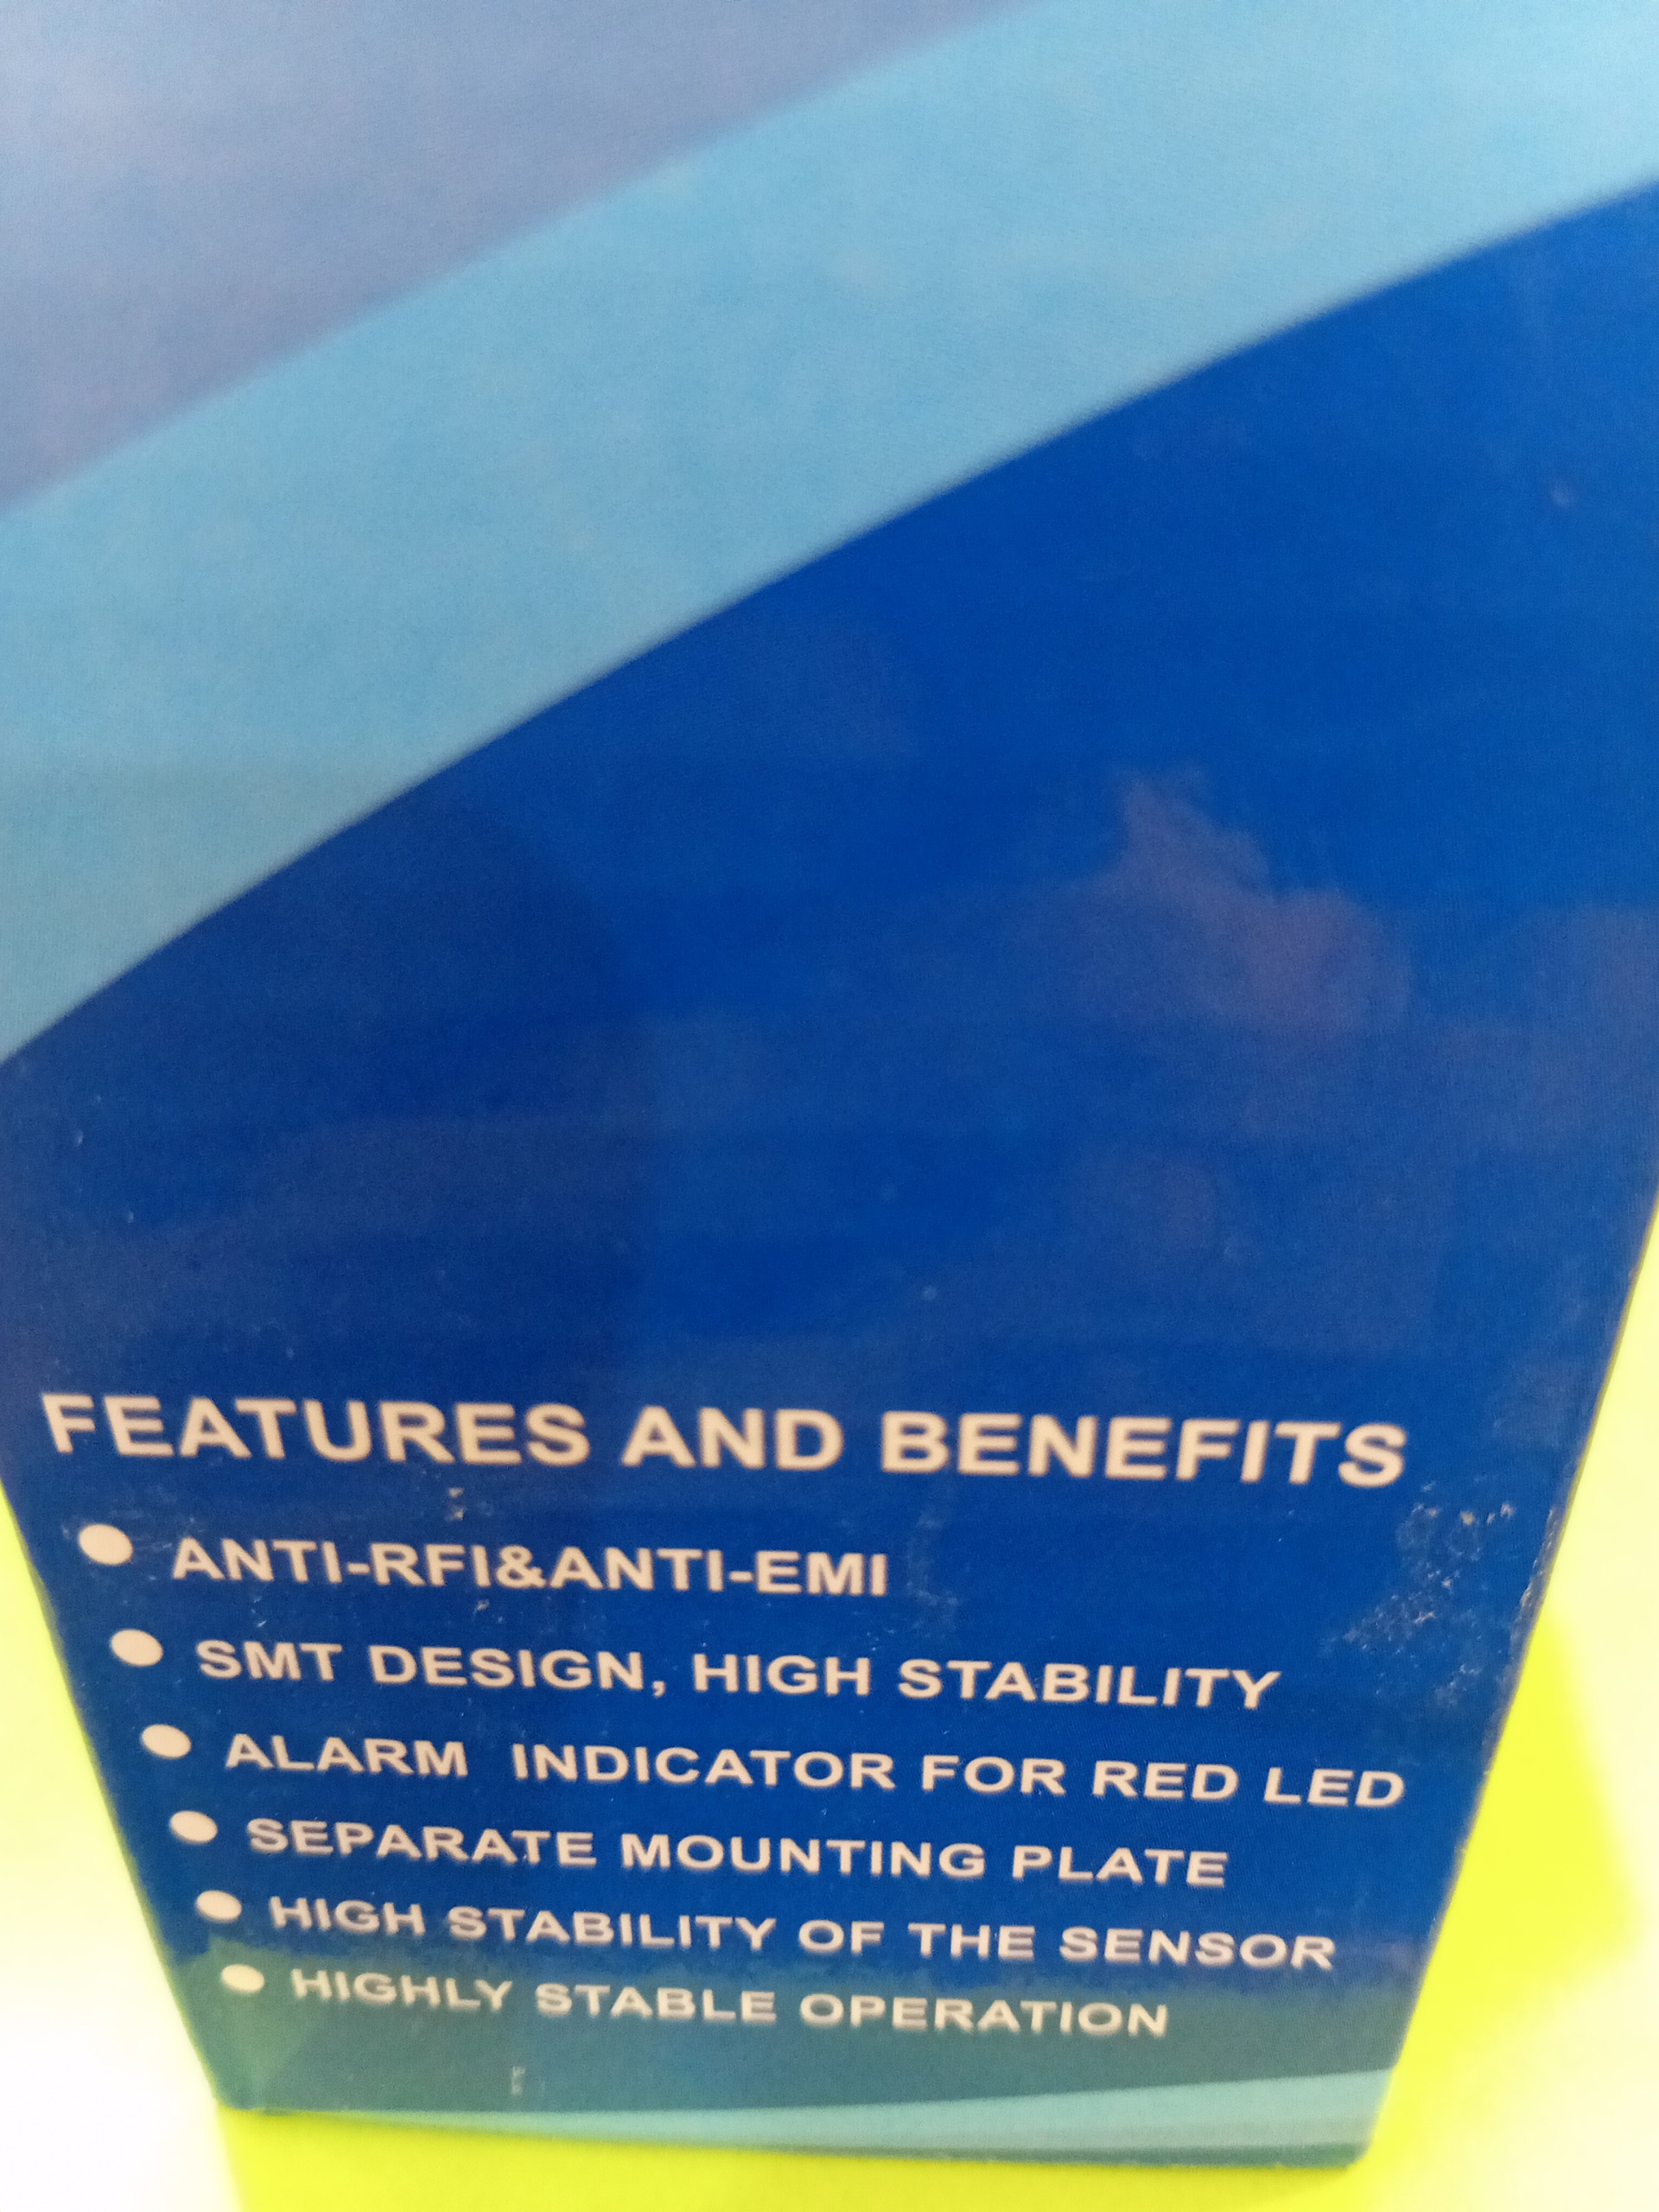 FEATURES AND BENEFITS
● ANTI-RFI&ANTI-EMI
● SMT DESIGN, HIGH STABILITY
● ALARM INDICATOR FOR RED LED
● SEPARATE MOUNTING PLATE
● HIGH STABILITY OF THE SENSOR
● HIGHLY STABLE OPERATION